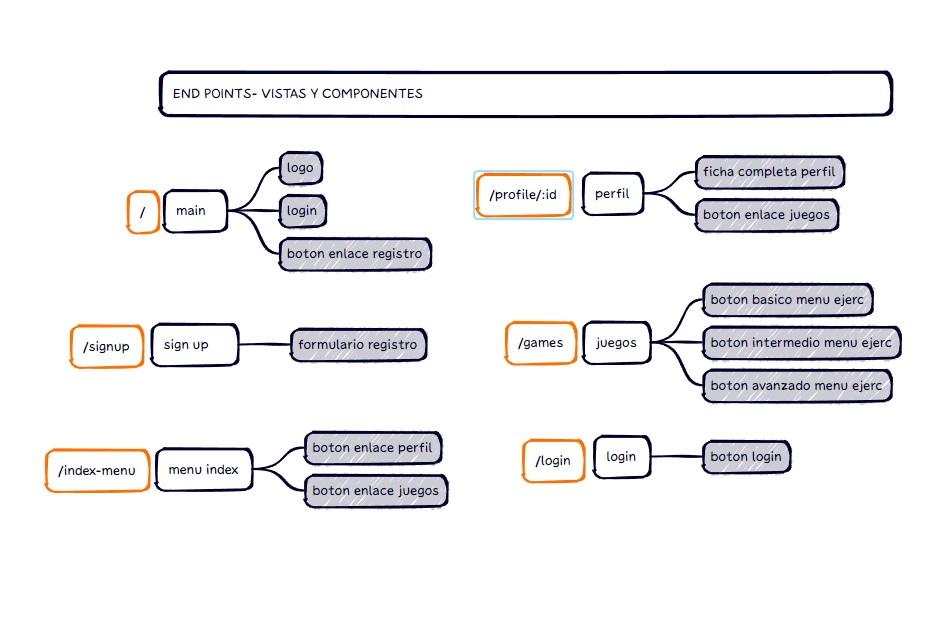 END POINTS- VISTAS Y COMPONENTES
/
main
logo
login
boton enlace registro
/profile/:id
perfil
ficha completa perfil
boton enlace juegos
/signup
sign up
formulario registro
/games
juegos
boton basico menu ejerc
boton intermedio menu ejerc
boton avanzado menu ejerc
/index-menu
menu index
boton enlace perfil
boton enlace juegos
/login
login
boton login